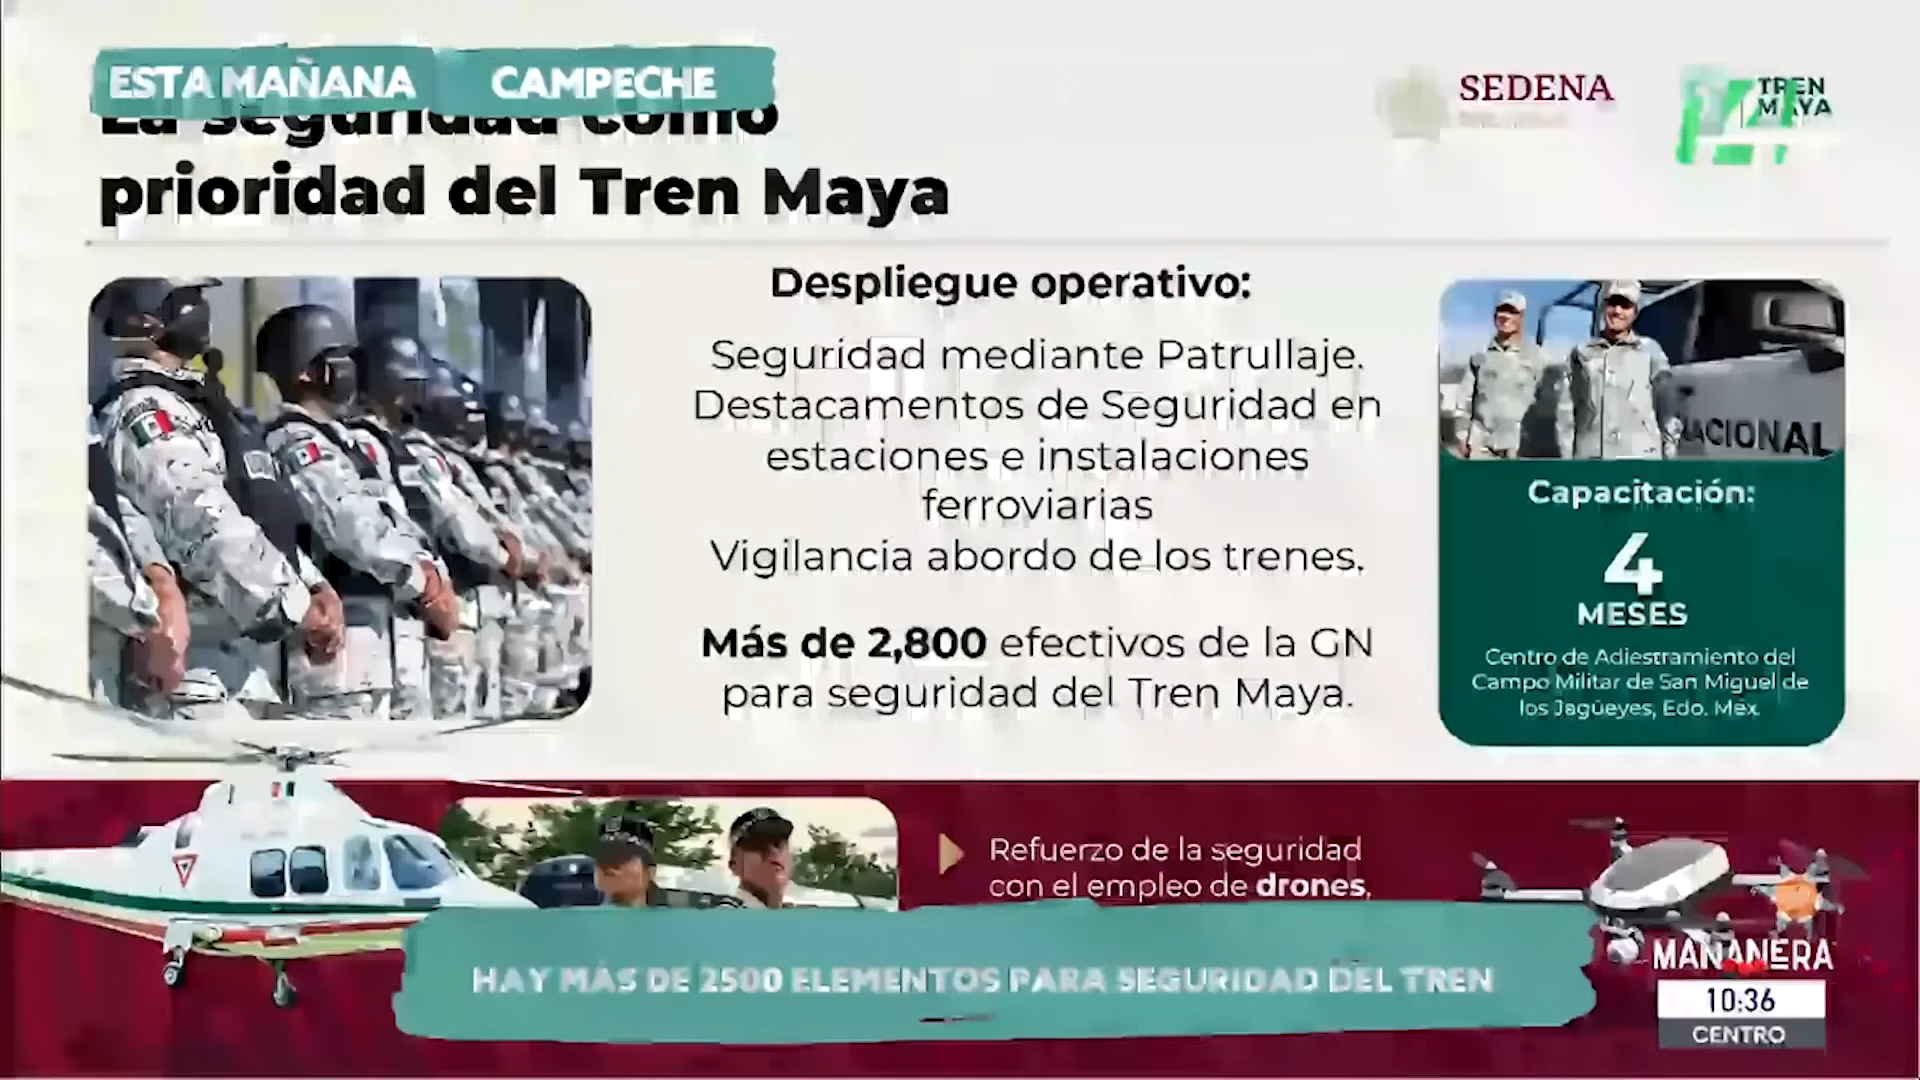 ESTA MAÑANA CAMPECHE
La seguridad como
prioridad del Tren Maya
SEDENA
TREN
MAYA
Despliegue operativo:
Seguridad mediante Patrullaje.
Destacamentos de Seguridad en
estaciones e instalaciones
ferroviarias
Vigilancia abordo de los trenes.
Más de 2,800 efectivos de la GN
para seguridad del Tren Maya.
NACIONAL
Capacitación:
4
MESES
Centro de Adiestramiento del
Campo Militar de San Miguel de
los Jagüeyes, Edo. Méx.
Refuerzo de la seguridad
con el empleo de drones,
HAY MÁS DE 2500 ELEMENTOS PARA SEGURIDAD DEL TREN
MAÑANERA
10:36
CENTRO